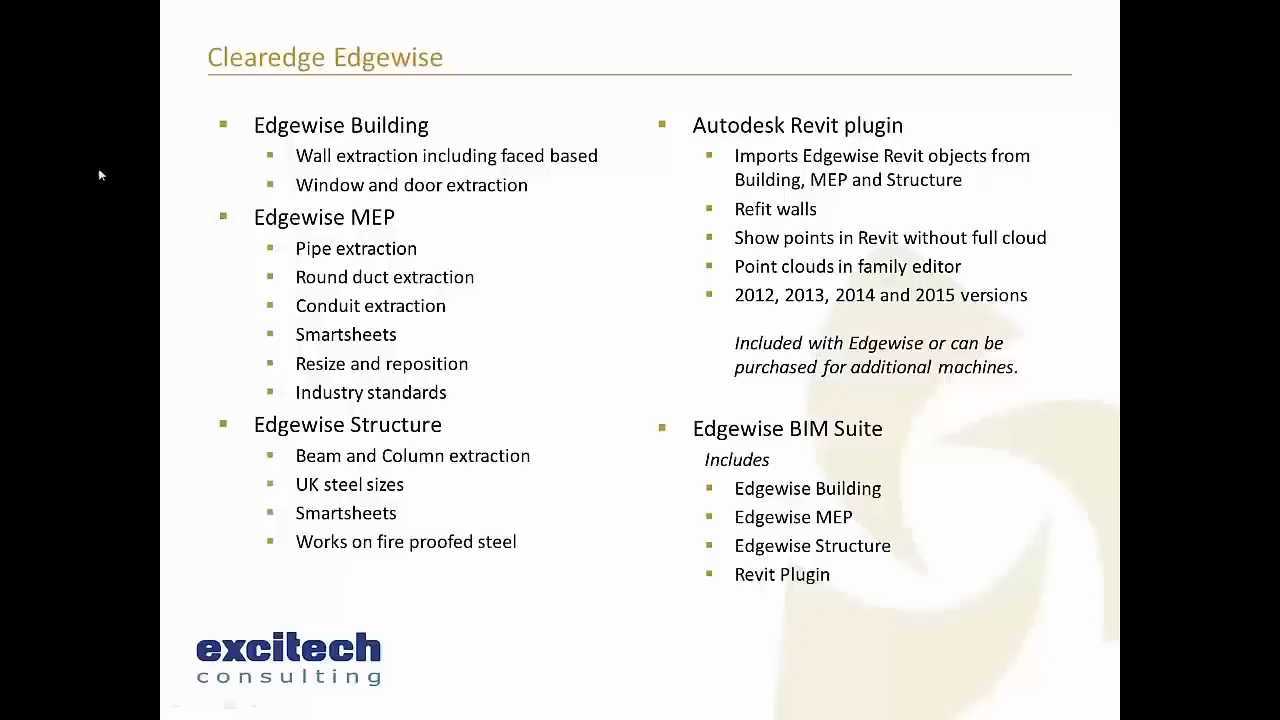 Clearedge Edgewise
Edgewise Building
Wall extraction including faced based
Window and door extraction
Edgewise MEP
Pipe extraction
Round duct extraction
Conduit extraction
Smartsheets
Resize and reposition
Industry standards
Edgewise Structure
Beam and Column extraction
UK steel sizes
Smartsheets
Works on fire proofed steel
Autodesk Revit plugin
Imports Edgewise Revit objects from
Building, MEP and Structure
Refit walls
Show points in Revit without full cloud
Point clouds in family editor
2012, 2013, 2014 and 2015 versions
Included with Edgewise or can be
purchased for additional machines.
Edgewise BIM Suite
Includes
Edgewise Building
Edgewise MEP
Edgewise Structure
Revit Plugin
excitech
consulting